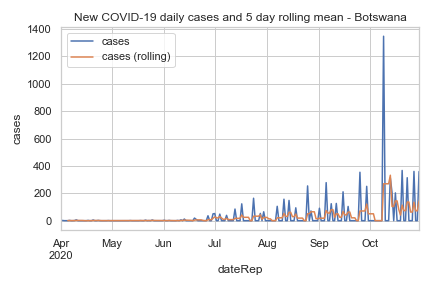 New COVID-19 daily cases and 5 day rolling mean - Botswana
cases
cases (rolling)
1400
1200
1000
800
600
400
200
0
cases
Apr
2020
May
Jun
Jul
Aug
Sep
Oct
dateRep